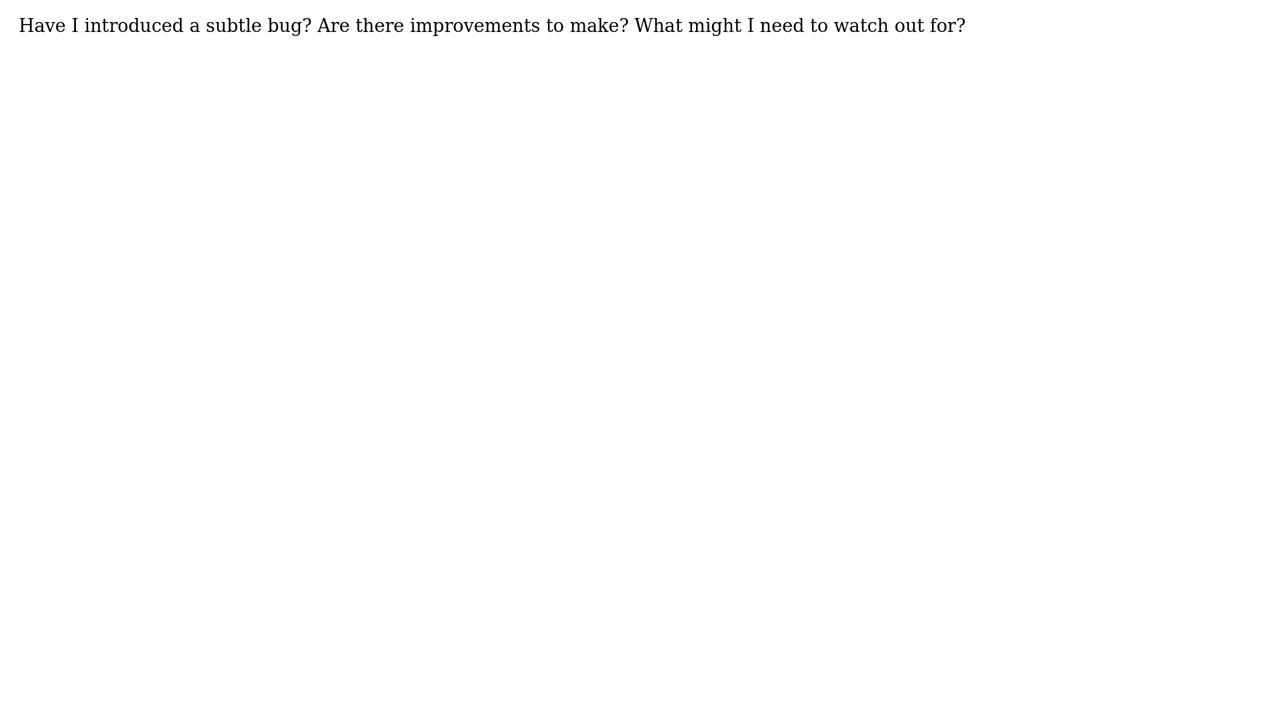 Have I introduced a subtle bug? Are there improvements to make? What might I need to watch out for?